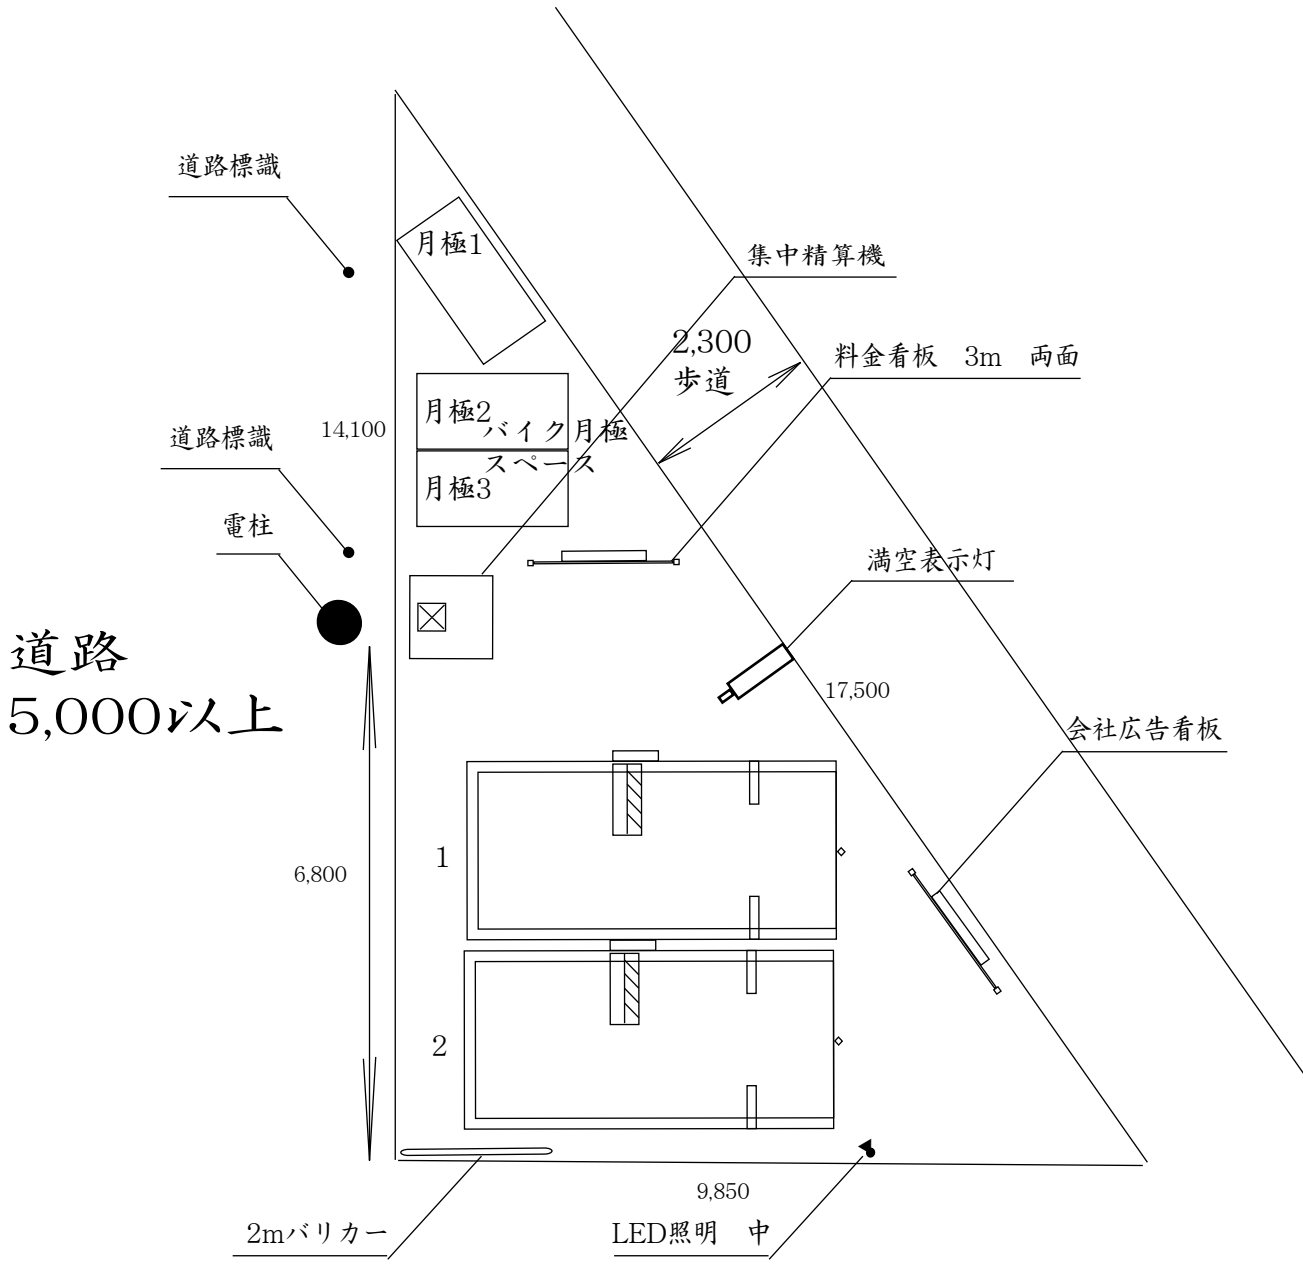 道路標識
月極1
集中精算機
2,300
歩道
料金看板　3m　両面
月極2
バイク月極
スペース
14,100
道路標識
月極3
電柱
満空表示灯
道路
5,000以上
17,500
会社広告看板
1
6,800
2
9,850
2mバリカー
LED照明　中